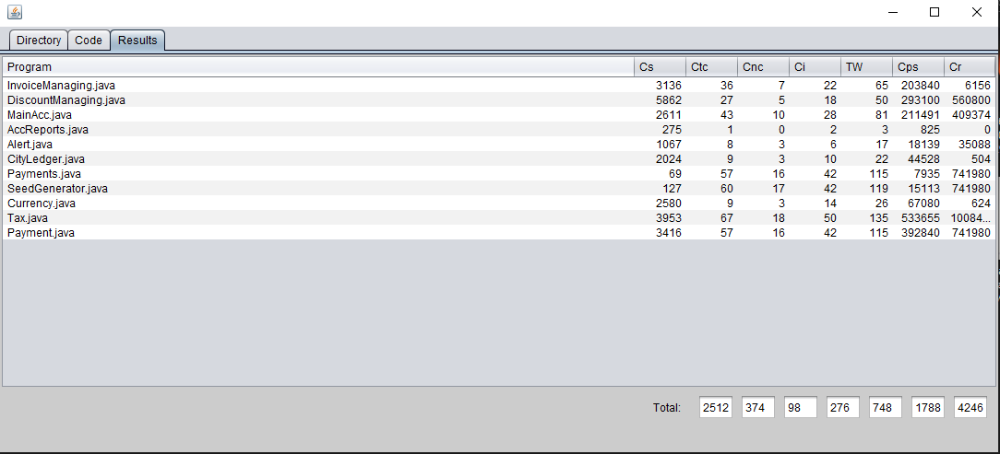 Directory Code Results
Program Cs Ctc Cnc Ci TW Cps Cr
InvoiceManaging.java 3136 36 7 22 65 203840 6156
DiscountManaging.java 5862 27 5 18 50 293100 560800
MainAcc.java 2611 43 10 28 81 211491 409374
AccReports.java 275 1 0 2 3 825 0
Alert.java 1067 8 3 6 17 18139 35088
CityLedger.java 2024 9 3 10 22 44528 504
Payments.java 69 57 16 42 115 7935 741980
SeedGenerator.java 127 60 17 42 119 15113 741980
Currency.java 2580 9 3 14 26 67080 624
Tax.java 3953 67 18 50 135 533655 10084...
Payment.java 3416 57 16 42 115 392840 741980
Total: 2512 374 98 276 748 1788 4246